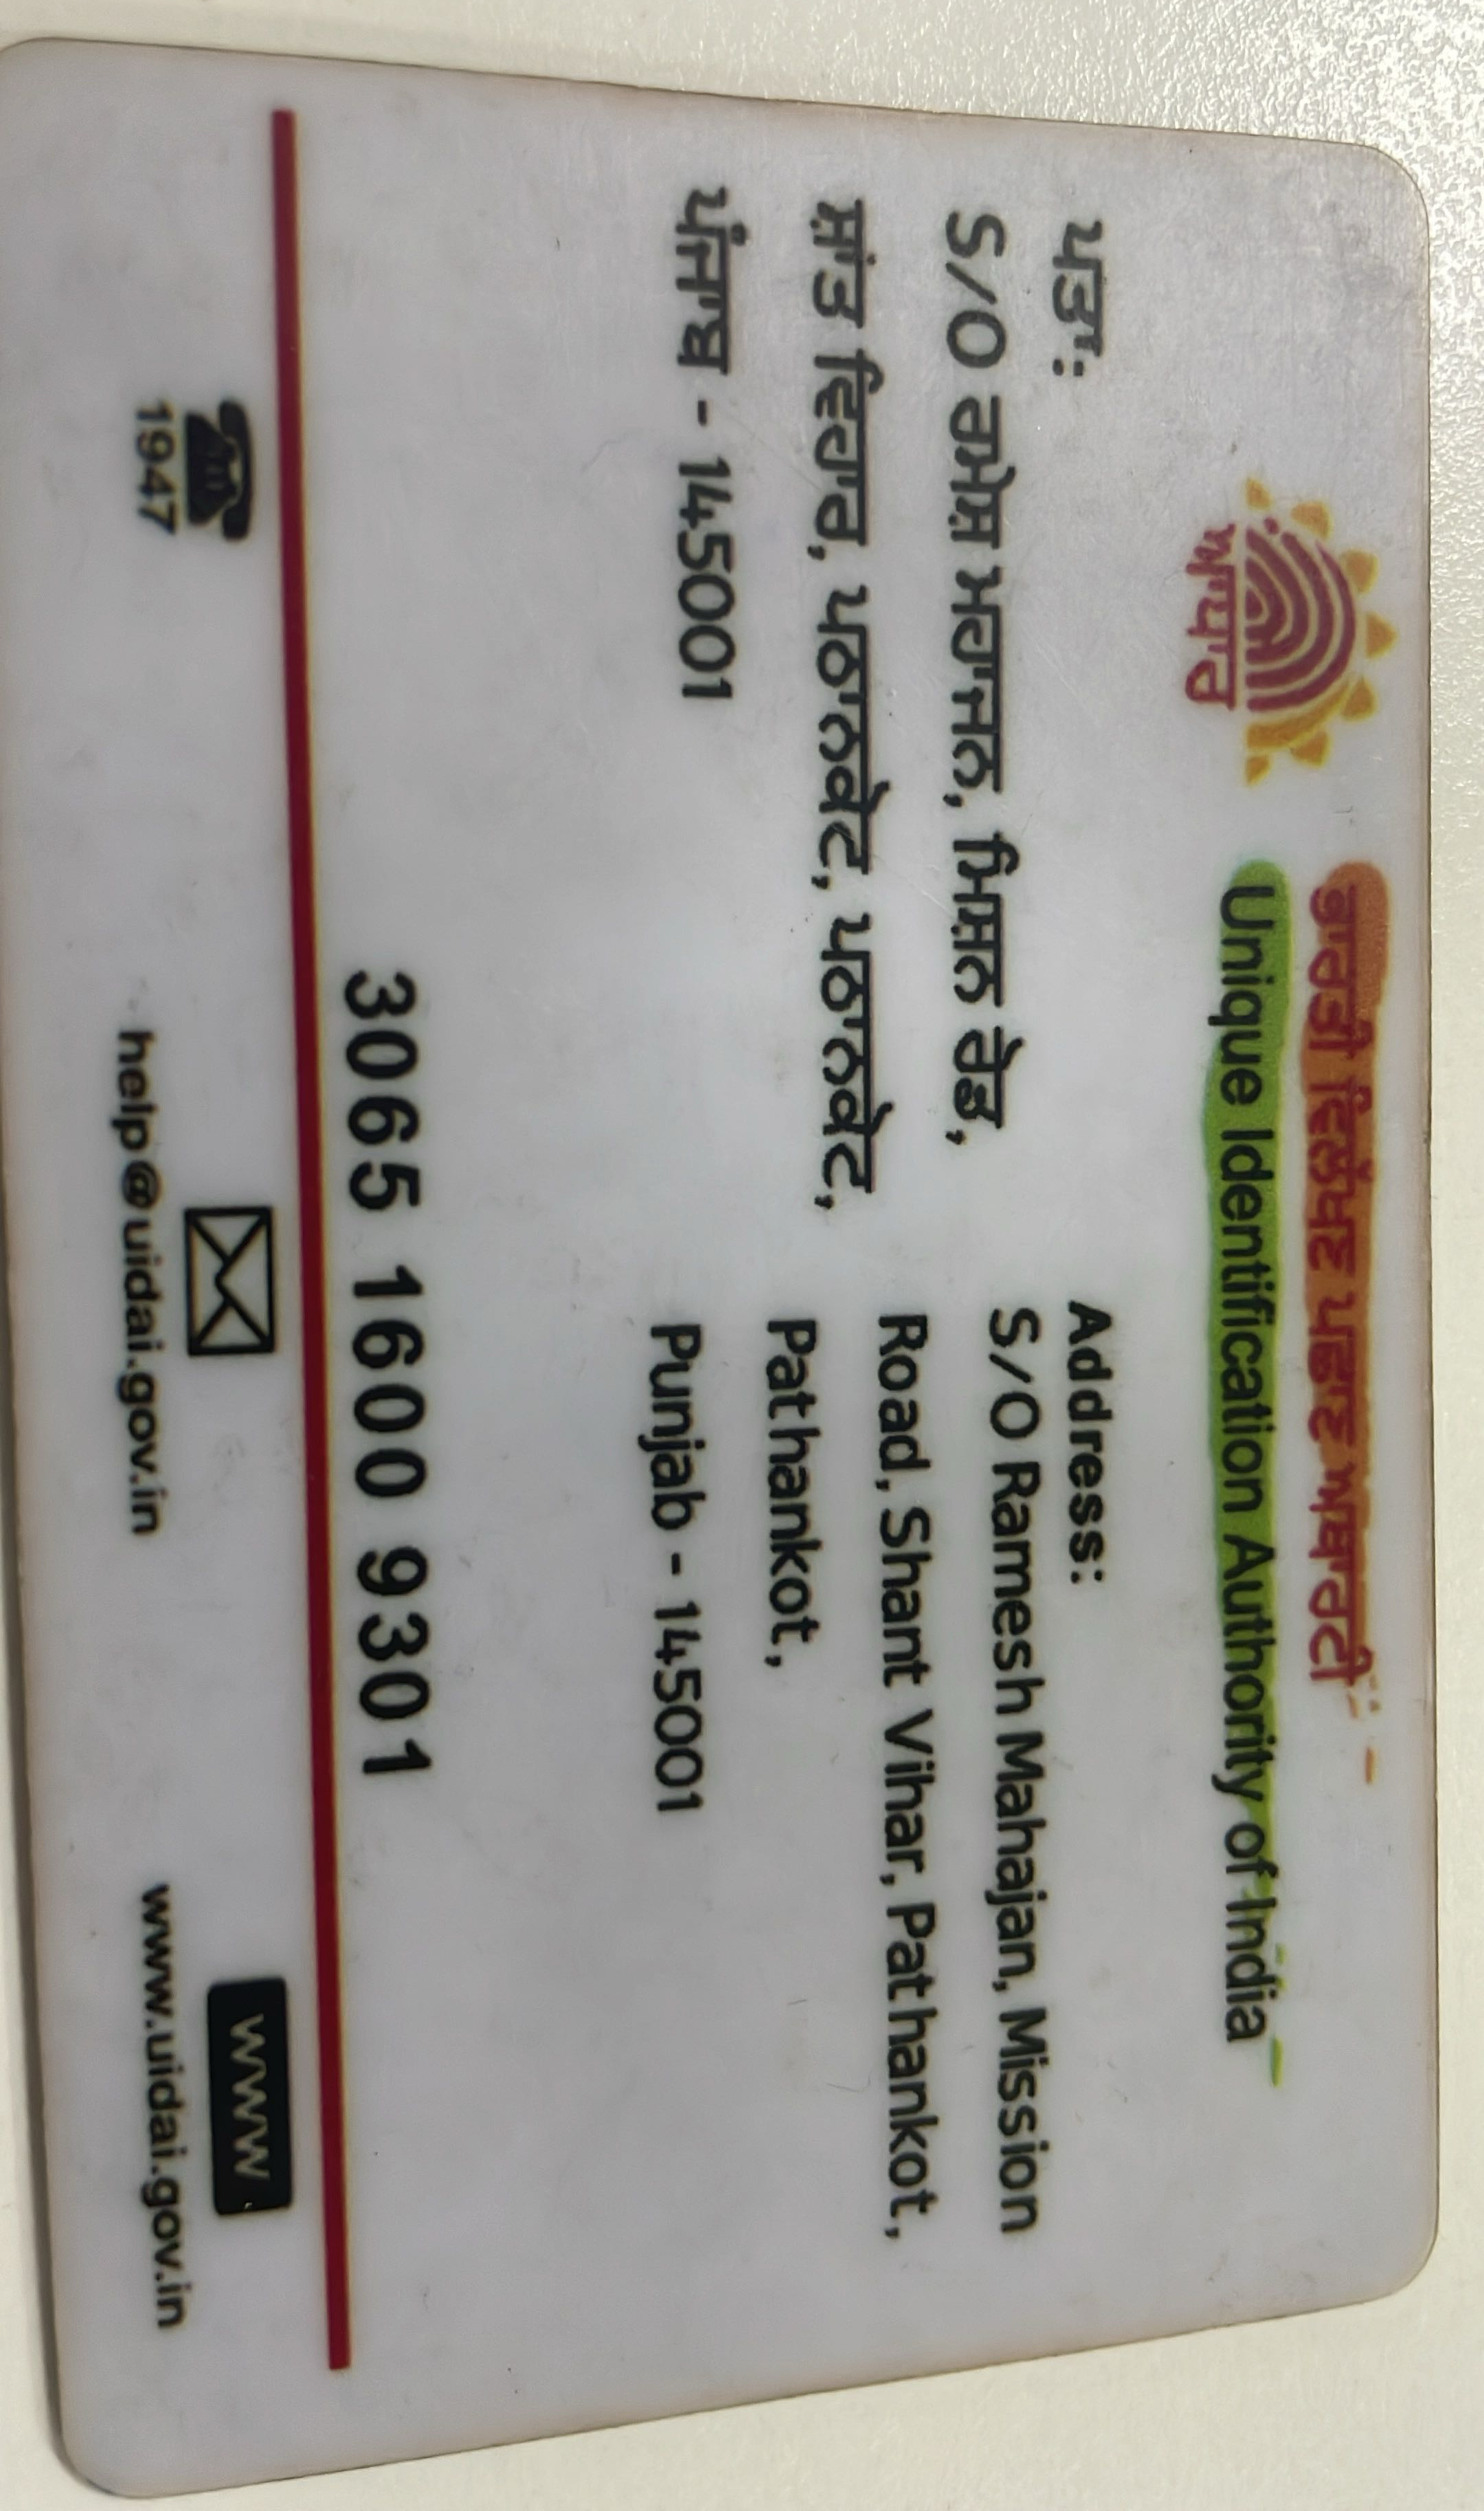 ਆਧਾਰ
ਭਾਰਤੀ ਵਿਲੱਖਣ ਪਛਾਣ ਅਥਾਰਟੀ
Unique Identification Authority of India
ਪਤਾ:
S/O ਰਮੇਸ਼ ਮਹਾਜਨ, ਮਿਸ਼ਨ ਰੋਡ,
ਸ਼ਾਂਤ ਵਿਹਾਰ, ਪਠਾਨਕੋਟ, ਪਠਾਨਕੋਟ,
ਪੰਜਾਬ - 145001
Address:
S/O Ramesh Mahajan, Mission
Road, Shant Vihar, Pathankot,
Pathankot,
Punjab - 145001
3065 1600 9301
1947
help@uidai.gov.in
www
www.uidai.gov.in